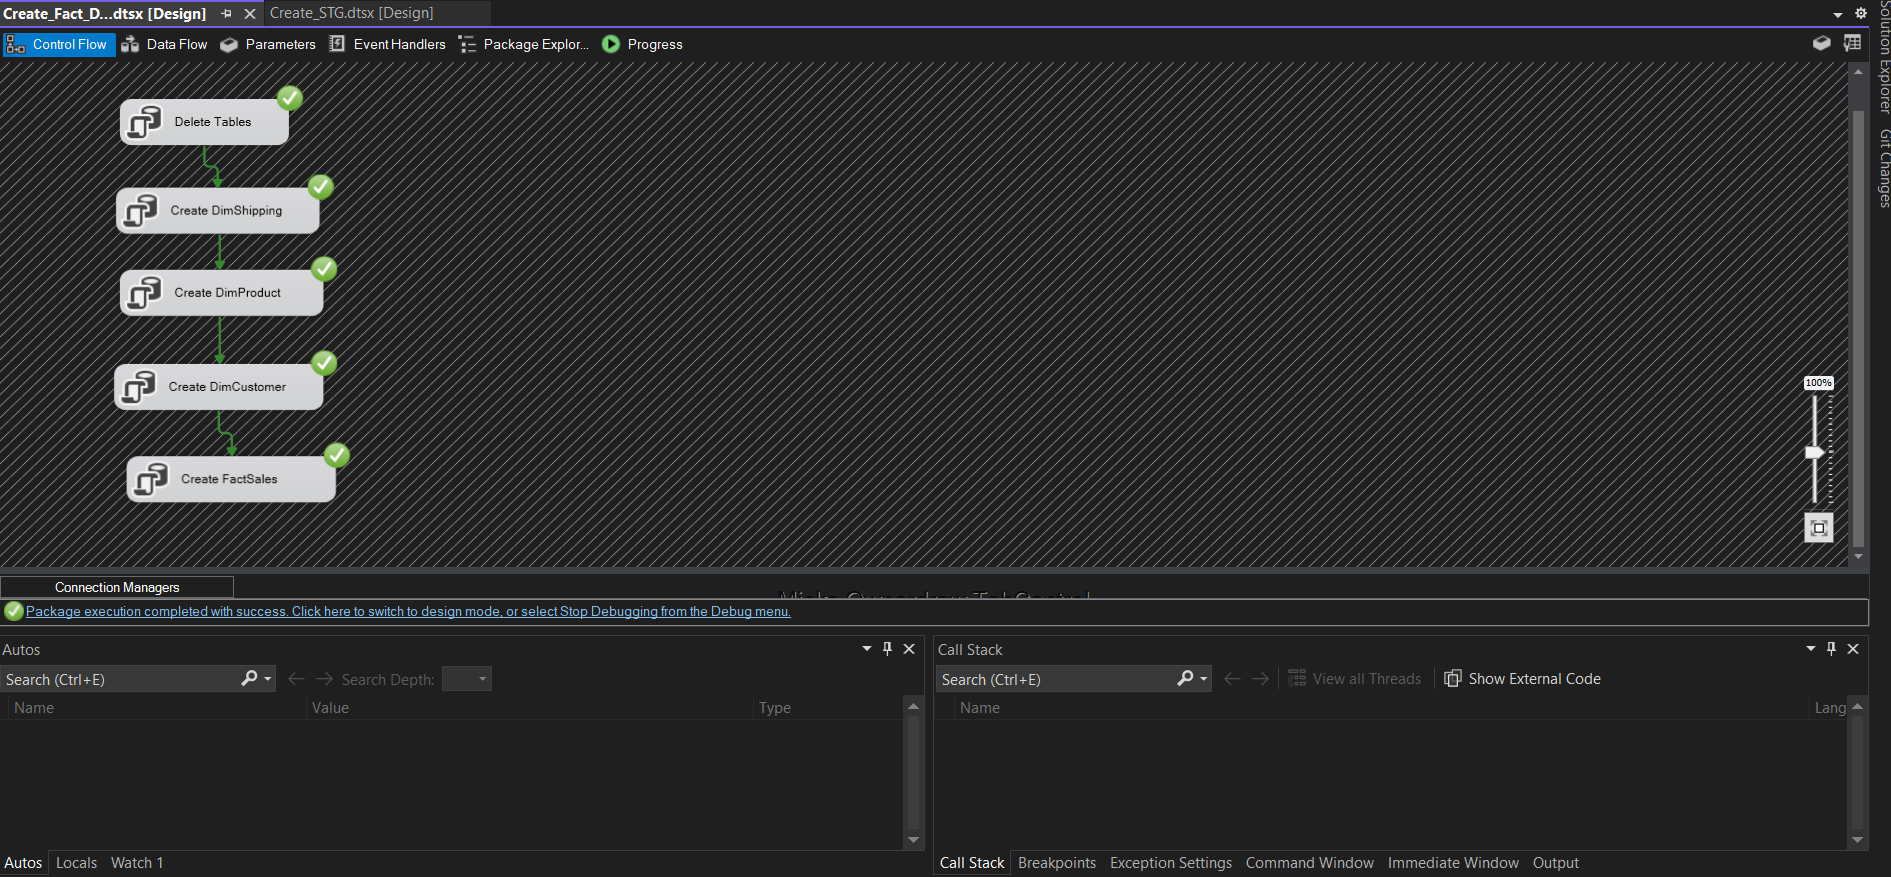 Create_Fact_D...dtsx [Design]
Create_STG.dtsx [Design]
Control Flow
Data Flow
Parameters
Event Handlers
Package Explor...
Progress
Solution Explorer
Git Changes
Delete Tables
Create DimShipping
Create DimProduct
Create DimCustomer
Create FactSales
100%
Connection Managers
Package execution completed with success. Click here to switch to design mode, or select Stop Debugging from the Debug menu.
Autos
Search (Ctrl+E)
Search Depth:
Name
Value
Type
Autos
Locals
Watch 1
Call Stack
Search (Ctrl+E)
View all Threads
Show External Code
Name
Lang
Call Stack
Breakpoints
Exception Settings
Command Window
Immediate Window
Output